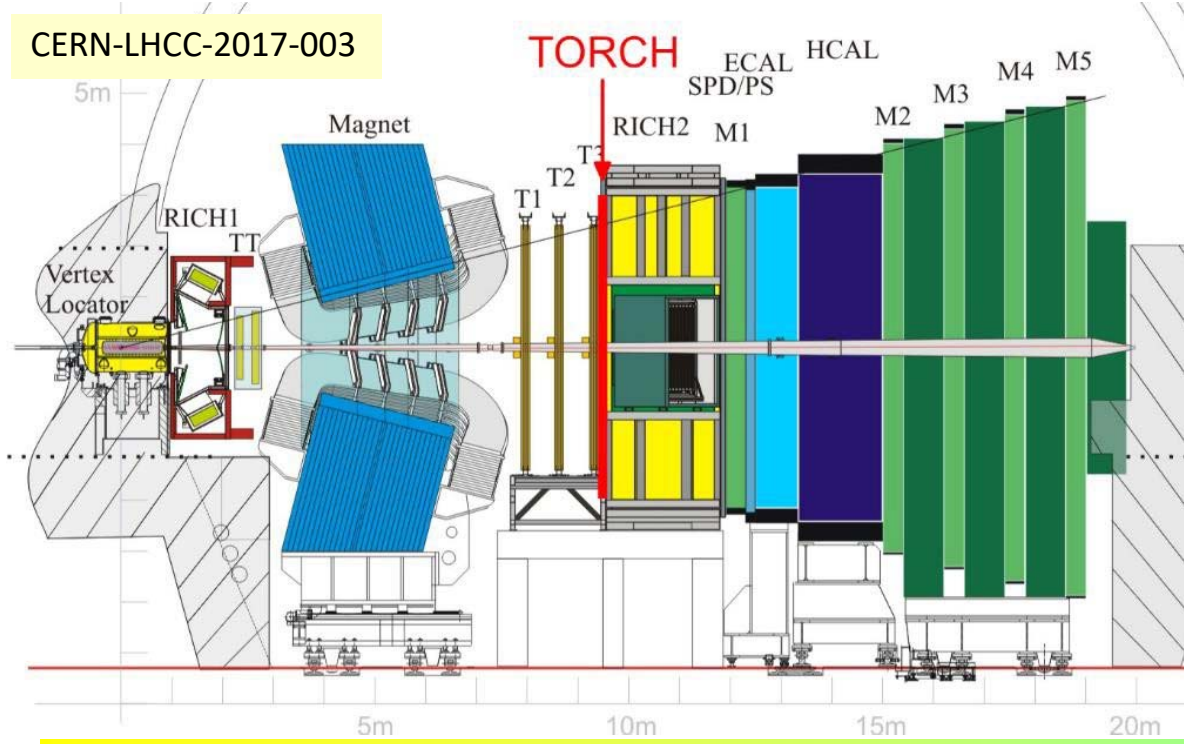 CERN-LHCC-2017-003
5m
TORCH
ECAL
HCAL
SPD/PS
M5
M4
M3
M2
Magnet
RICH2
M1
T3
T2
T1
RICH1
TT
Vertex
Locator
5m
10m
15m
20m